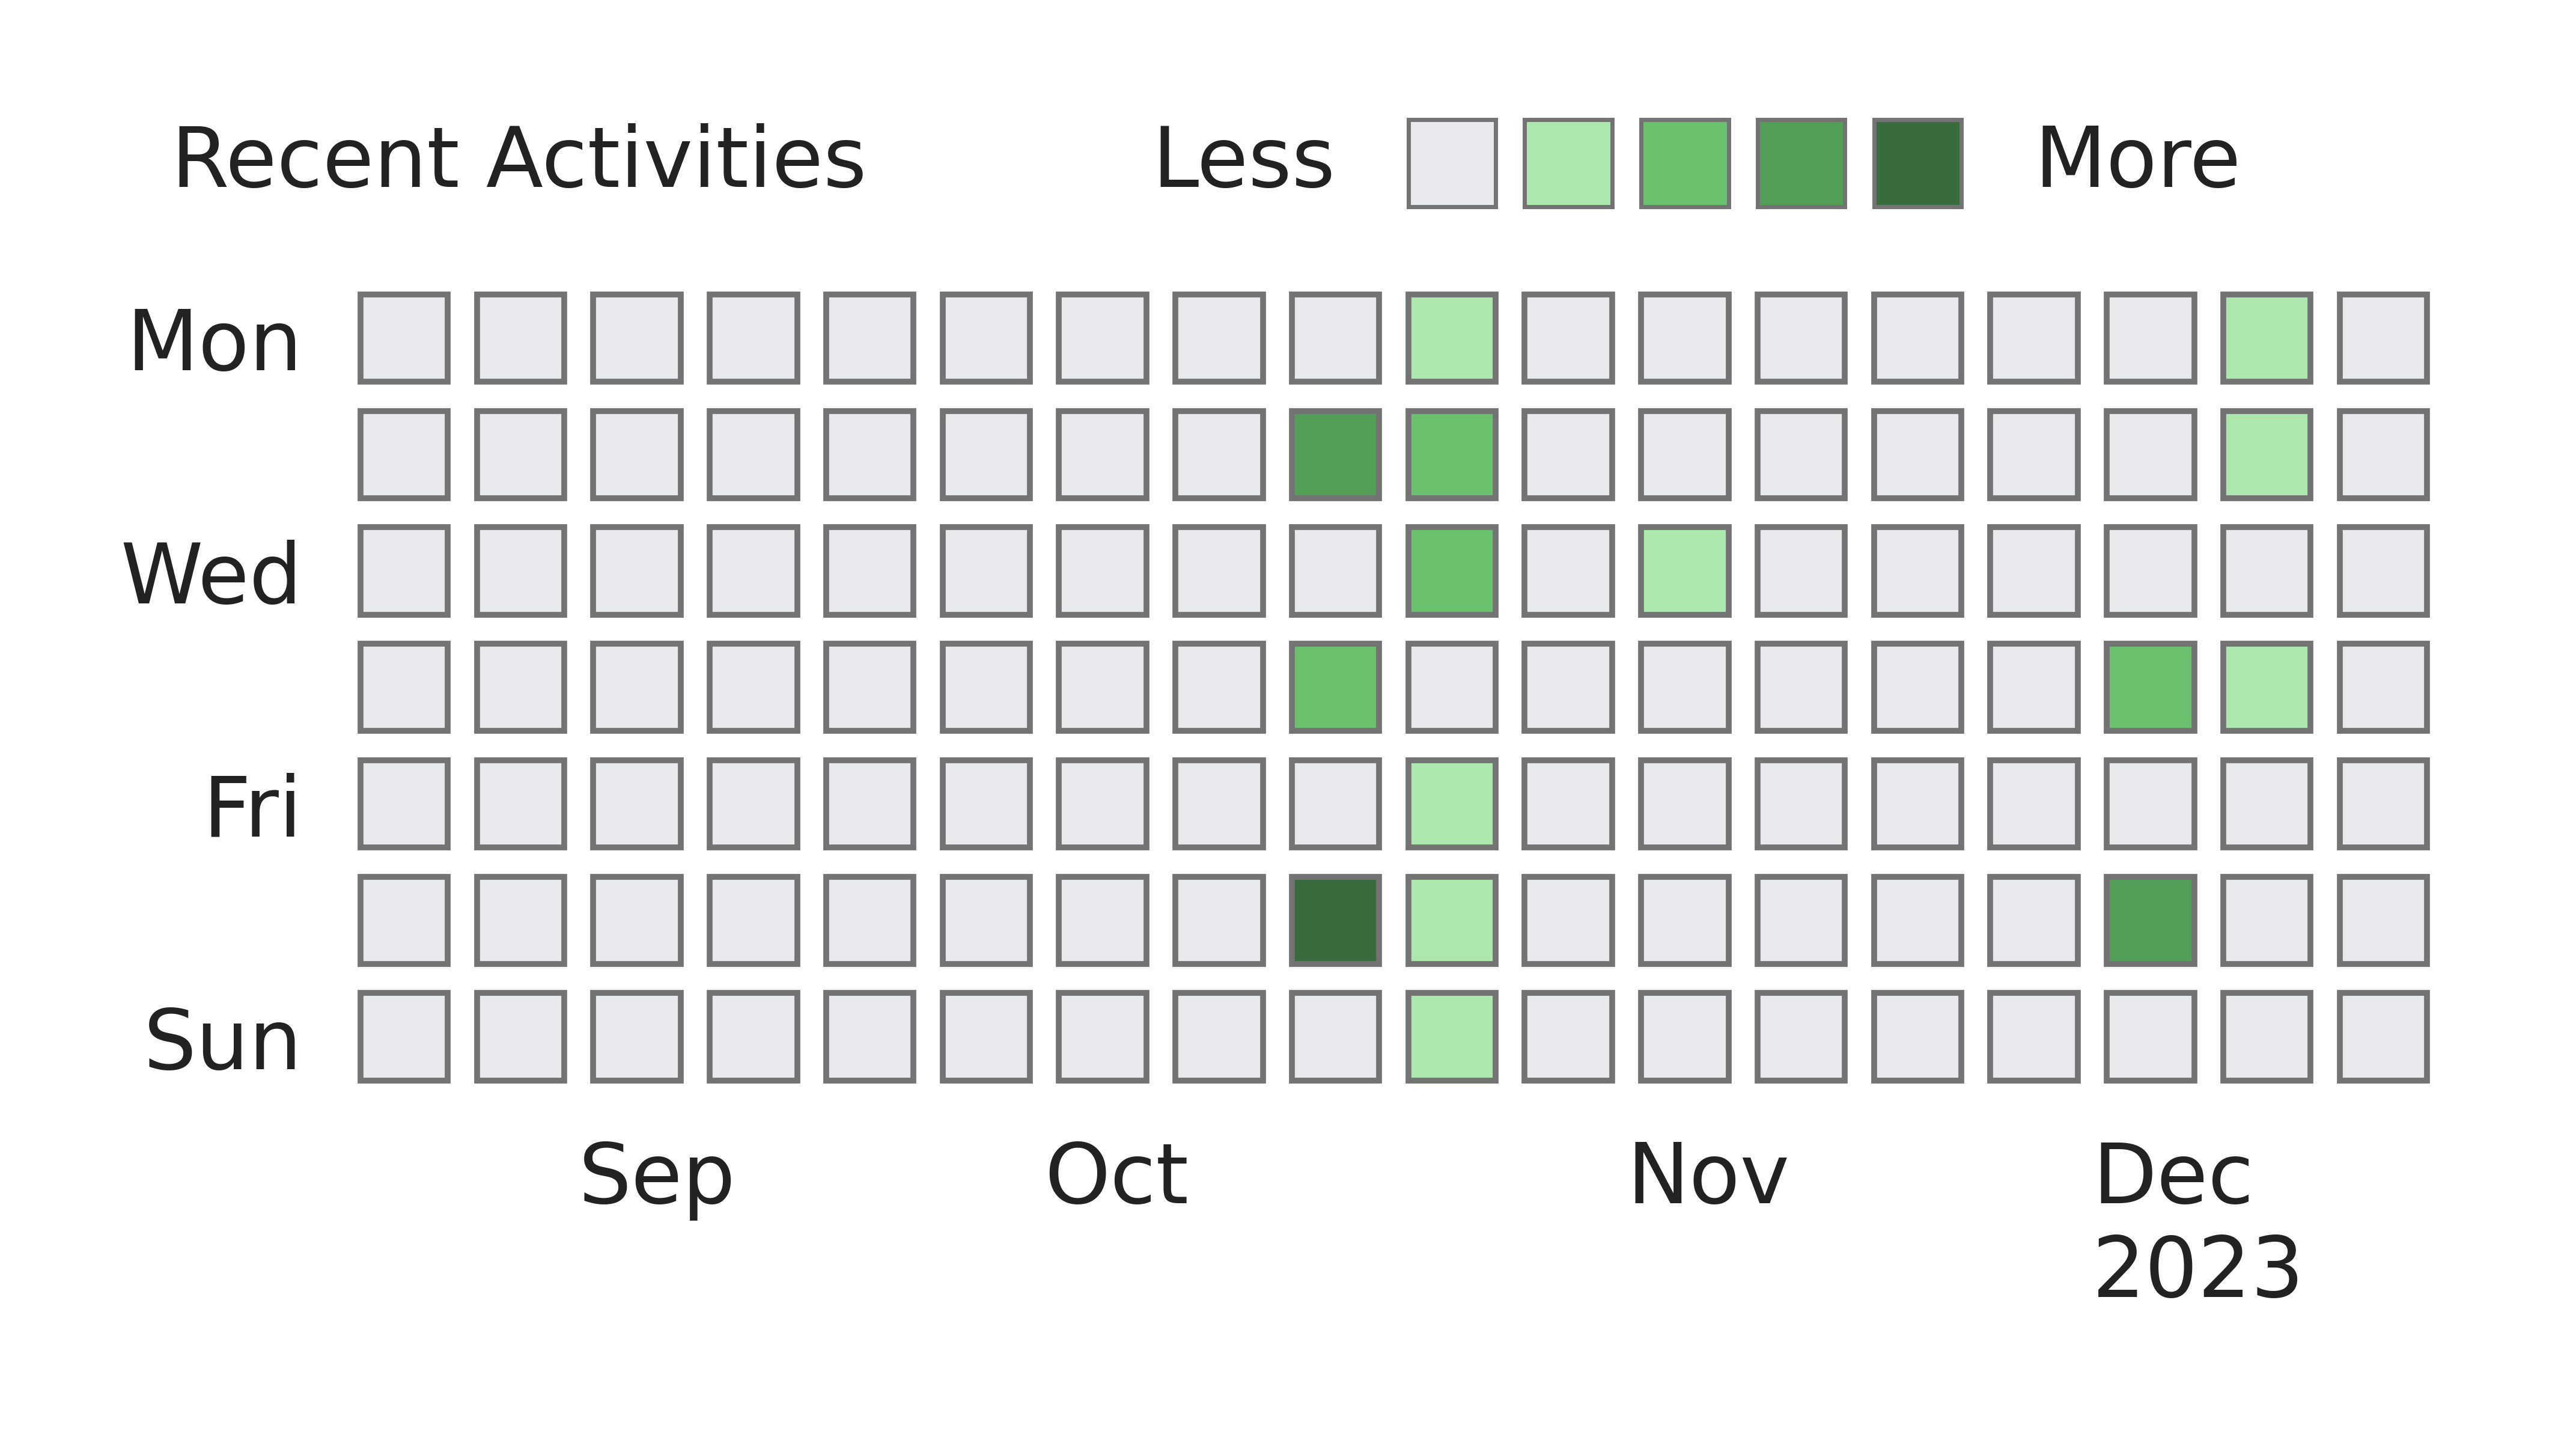 Recent Activities
Less More
Mon
Wed
Fri
Sun
Sep Oct Nov Dec
2023